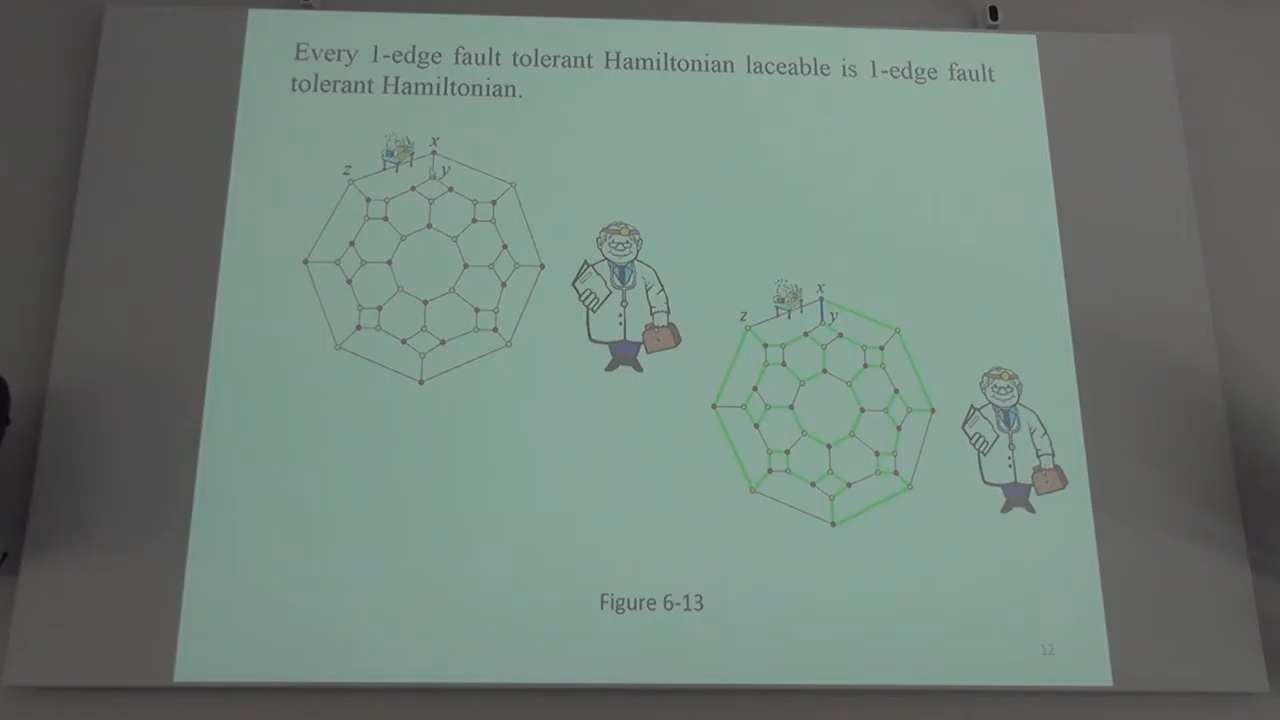 Every 1-edge fault tolerant Hamiltonian laceable is 1-edge fault
tolerant Hamiltonian.
x
z
y
x
z
y
Figure 6-13
12